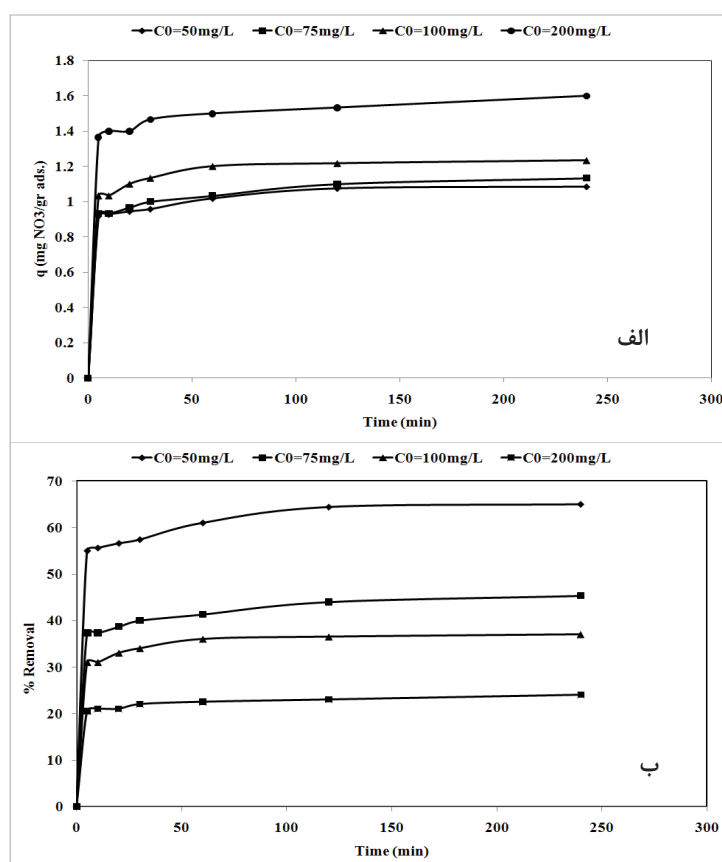 C0=50mg/L C0=75mg/L C0=100mg/L C0=200mg/L
1.8
1.6
1.4
1.2
1
0.8
0.6
0.4
0.2
0
q (mg NO3/gr ads.)
الف
0 50 100 150 200 250 300
Time (min)
C0=50mg/L C0=75mg/L C0=100mg/L C0=200mg/L
70
60
50
40
30
20
10
0
% Removal
ب
0 50 100 150 200 250 300
Time (min)